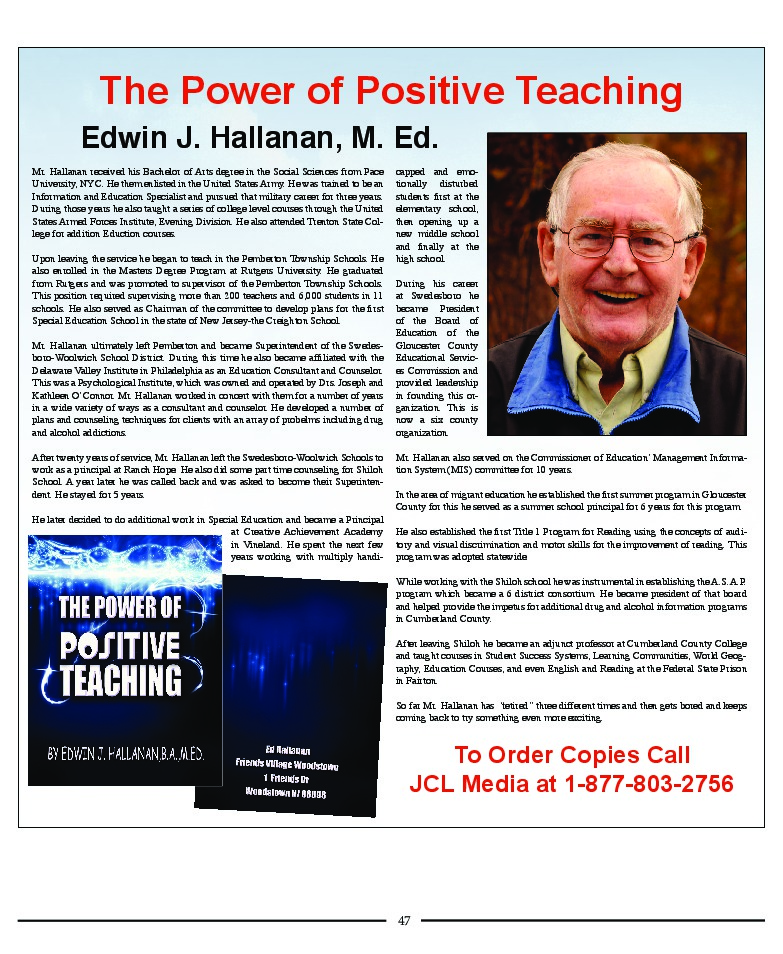 The Power of Positive Teaching
Edwin J. Hallanan, M. Ed.
Mr. Hallanan received his Bachelor of Arts degree in the Social Sciences from Pace
University, NYC. He then enlisted in the United States Army. He was trained to be an
Information and Education Specialist and pursued that military career for three years.
During those years he also taught a series of college level courses through the United
States Armed Forces Institute, Evening Division. He also attended Trenton State Col-
lege for addition Eduction courses.
Upon leaving the service he began to teach in the Pemberton Township Schools. He
also enrolled in the Masters Degree Program at Rutgers University. He graduated
from Rutgers and was promoted to supervisor of the Pemberton Township Schools.
This position required supervising more than 200 teachers and 6,000 students in 11
schools. He also served as Chairman of the committee to develop plans for the first
Special Education School in the state of New Jersey-the Creighton School.
Mr. Hallanan ultimately left Pemberton and became Superintendent of the Swedes-
boro-Woolwich School District. During this time he also became affiliated with the
Delaware Valley Institute in Philadelphia as an Education Consultant and Counselor.
This was a Psychological Institute, which was owned and operated by Drs. Joseph and
Kathleen O'Connor. Mr. Hallanan worked in concert with them for a number of years
in a wide variety of ways as a consultant and counselor. He developed a number of
plans and counseling techniques for clients with an array of probelms including drug
and alcohol addictions.
After twenty years of service, Mr. Hallanan left the Swedesboro-Woolwich Schools to
work as a principal at Ranch Hope. He also did some part time counseling for Shiloh
School. A year later he was called back and was asked to become their Superinten-
dent. He stayed for 5 years.
He later decided to do additional work in Special Education and became a Principal
at Creative Achievement Academy
in Vineland. He spent the next few
years working with multiply handi-
capped and emo-
tionally disturbed
students first at the
elementary school,
then opening up a
new middle school
and finally at the
high school.
During his career
at Swedesboro he
became President
of the Board of
Education of the
Gloucester County
Educational Servic-
es Commission and
provided leadership
in founding this or-
ganization. This is
now a six county
organization.
Mr. Hallanan also served on the Commissioner of Education' Management Informa-
tion System (MIS) committee for 10 years.
In the area of migrant education he established the first summer program in Gloucester
County for this he served as a summer school principal for 6 years for this program.
He also established the first Title 1 Program for Reading using the concepts of audi-
tory and visual discrimination and motor skills for the improvement of reading. This
program was adopted statewide.
While working with the Shiloh school he was instrumental in establishing the A.S.A.P.
program which became a 6 district consortium. He became president of that board
and helped provide the impetus for additional drug and alcohol information programs
in Cumberland County.
After leaving Shiloh he became an adjunct professor at Cumberland County College
and taught courses in Student Success Systems, Learning Communities, World Geog-
raphy, Education Courses, and even English and Reading at the Federal State Prison
in Fairton.
So far Mr. Hallanan has "tetired" three different times and then gets bored and keeps
coming back to try something even more exciting.
THE POWER OF
POSITIVE
TEACHING
BY EDWIN J. HALLANAN,B.A.,M.ED.
Ed Hallanan
Friends Village Woodstown
1 Friends Dr
Woodstown NJ 08098
To Order Copies Call
JCL Media at 1-877-803-2756
47